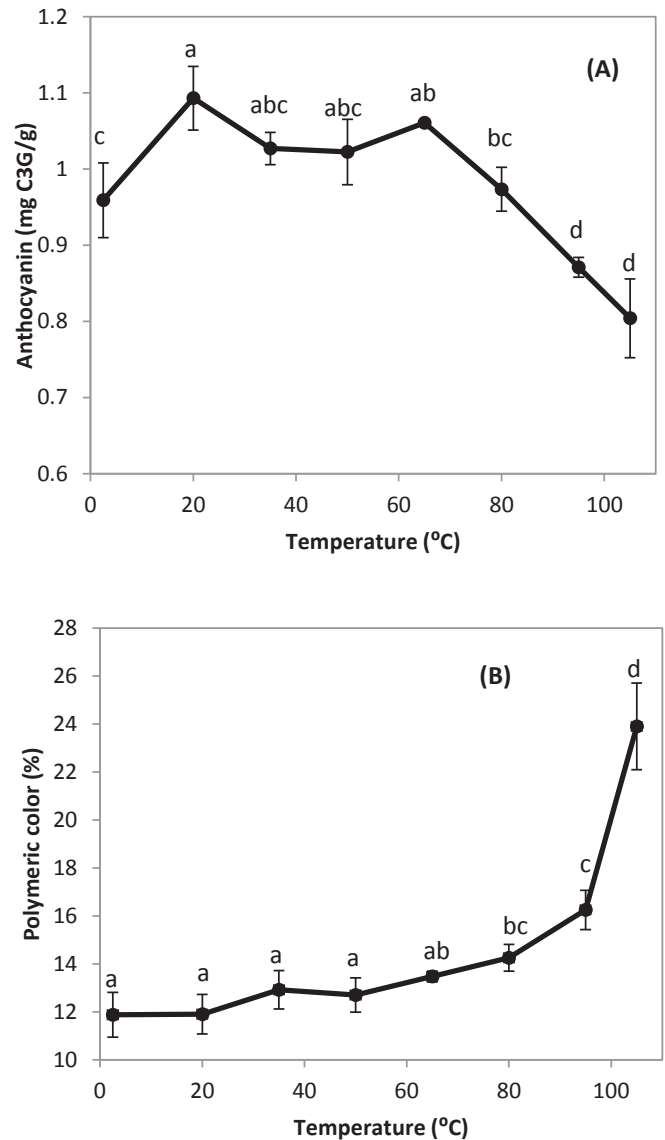 1.2
1.1
1
0.9
0.8
0.7
0.6
Anthocyanin (mg C3G/g)
(A)
c
a
abc
abc
ab
bc
d
d
0 20 40 60 80 100
Temperature (⁰C)
28
26
24
22
20
18
16
14
12
10
Polymeric color (%)
(B)
a
a
a
a
ab
bc
c
d
0 20 40 60 80 100
Temperature (⁰C)